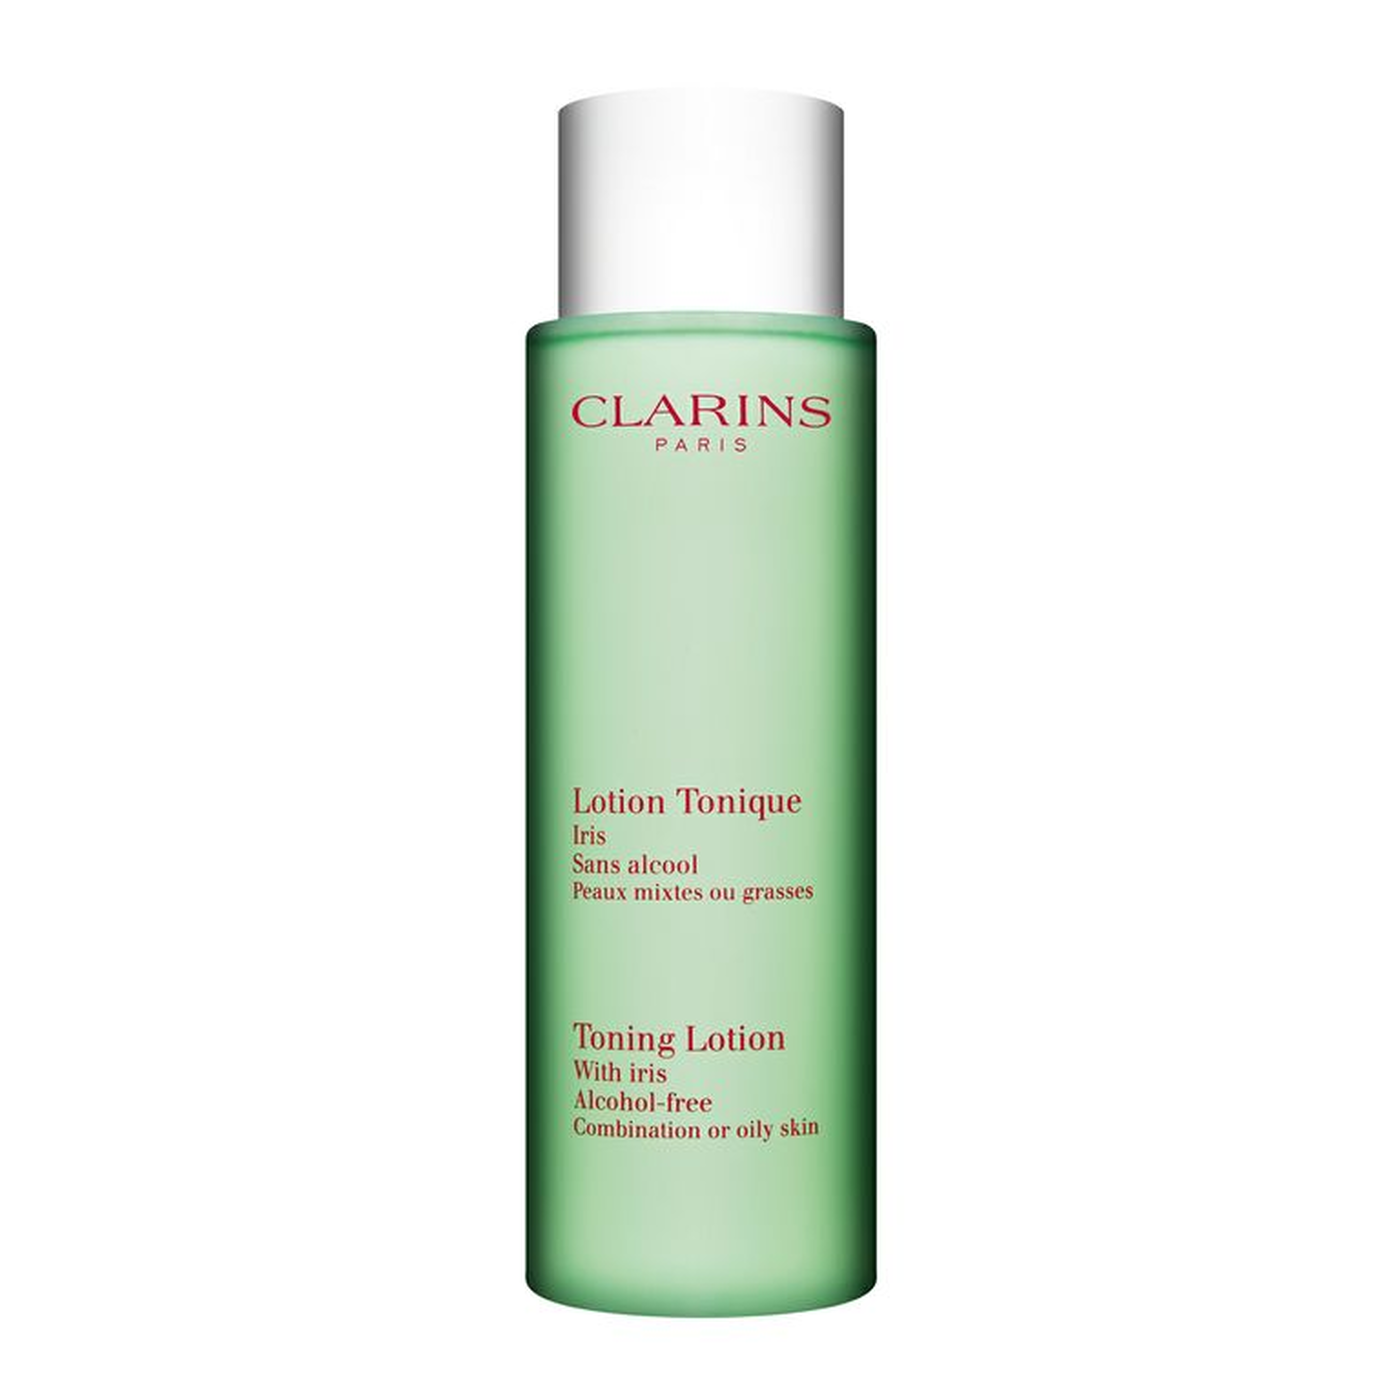 CLARINS
PARIS
Lotion Tonique
Iris
Sans alcool
Peaux mixtes ou grasses
Toning Lotion
With iris
Alcohol-free
Combination or oily skin